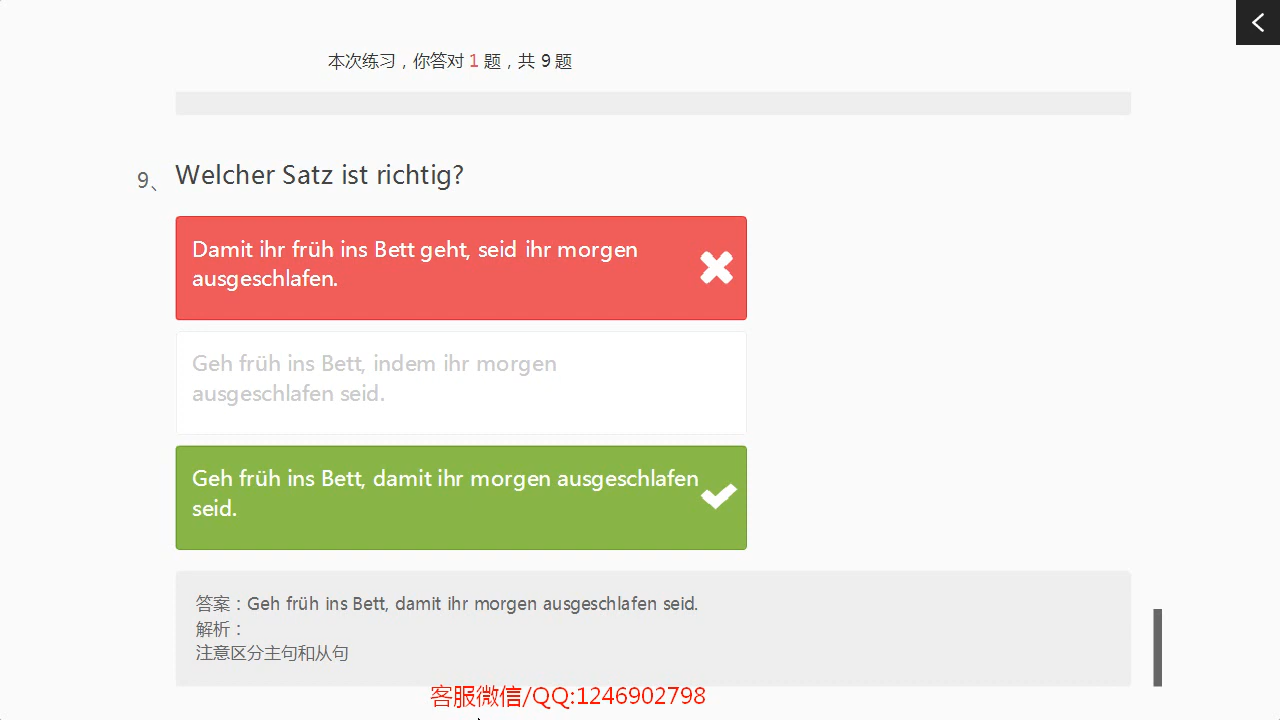 本次练习，你答对 1 题，共 9 题
9、 Welcher Satz ist richtig?
Damit ihr früh ins Bett geht, seid ihr morgen
ausgeschlafen.
Geh früh ins Bett, indem ihr morgen
ausgeschlafen seid.
Geh früh ins Bett, damit ihr morgen ausgeschlafen
seid.
答案：Geh früh ins Bett, damit ihr morgen ausgeschlafen seid.
解析：
注意区分主句和从句
客服微信/QQ:1246902798